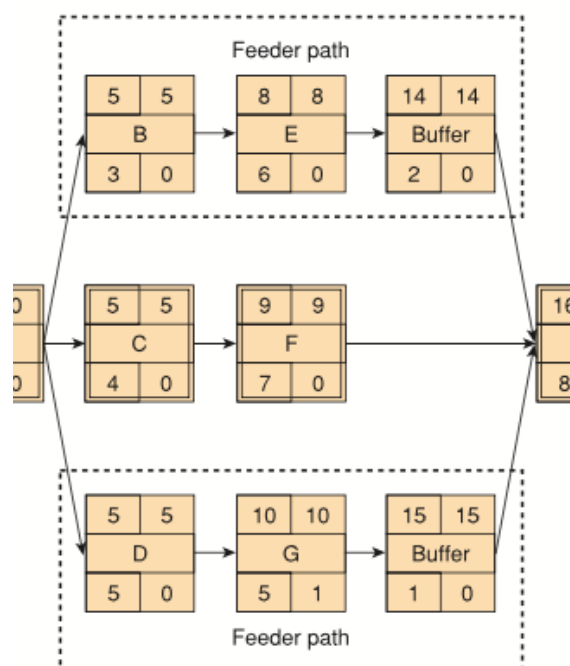 Feeder path
5 5 8 8 14 14
B E Buffer
3 0 6 0 2 0
0 5 5 9 9 16
C F
0 4 0 7 0 8
5 5 10 10 15 15
D G Buffer
5 0 5 1 1 0
Feeder path